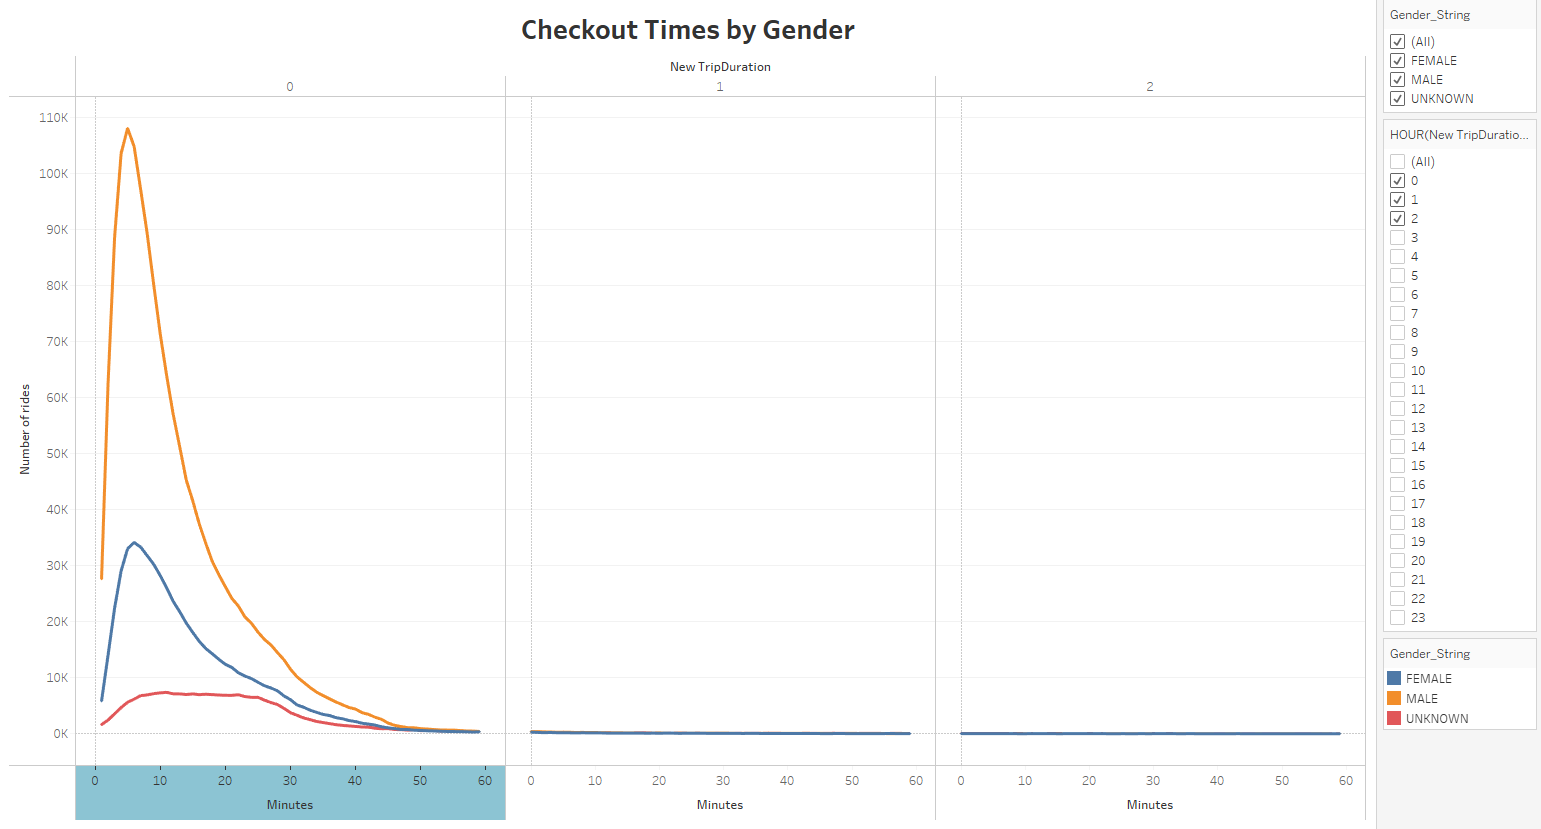 Checkout Times by Gender
New TripDuration
0 1 2
110K
100K
90K
80K
70K
60K
50K
40K
30K
20K
10K
0K
Number of rides
0 10 20 30 40 50 60 0 10 20 30 40 50 60 0 10 20 30 40 50 60
Minutes Minutes Minutes
Gender_String
(All)
FEMALE
MALE
UNKNOWN
HOUR(New TripDuratio...
(All)
0
1
2
3
4
5
6
7
8
9
10
11
12
13
14
15
16
17
18
19
20
21
22
23
Gender_String
FEMALE
MALE
UNKNOWN